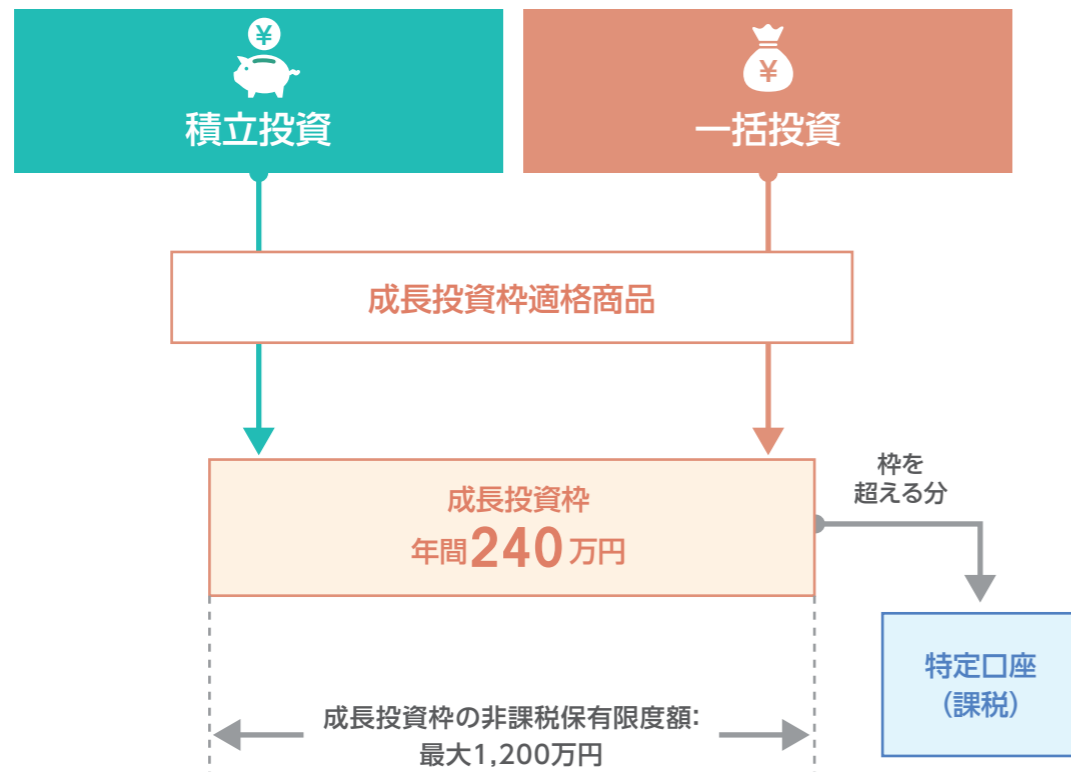 ¥
積立投資
¥
一括投資
成長投資枠適格商品
成長投資枠
年間240万円
枠を
超える分
特定口座
(課税)
成長投資枠の非課税保有限度額:
最大1,200万円